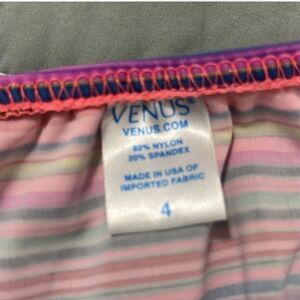 VENUS®
VENUS.COM
80% NYLON
20% SPANDEX
MADE IN USA OF
IMPORTED FABRIC
4